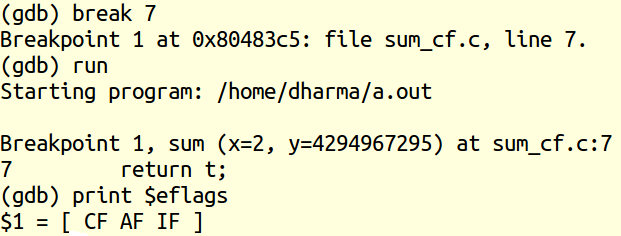 (gdb) break 7
Breakpoint 1 at 0x80483c5: file sum_cf.c, line 7.
(gdb) run
Starting program: /home/dharma/a.out

Breakpoint 1, sum (x=2, y=4294967295) at sum_cf.c:7
7         return t;
(gdb) print $eflags
$1 = [ CF AF IF ]